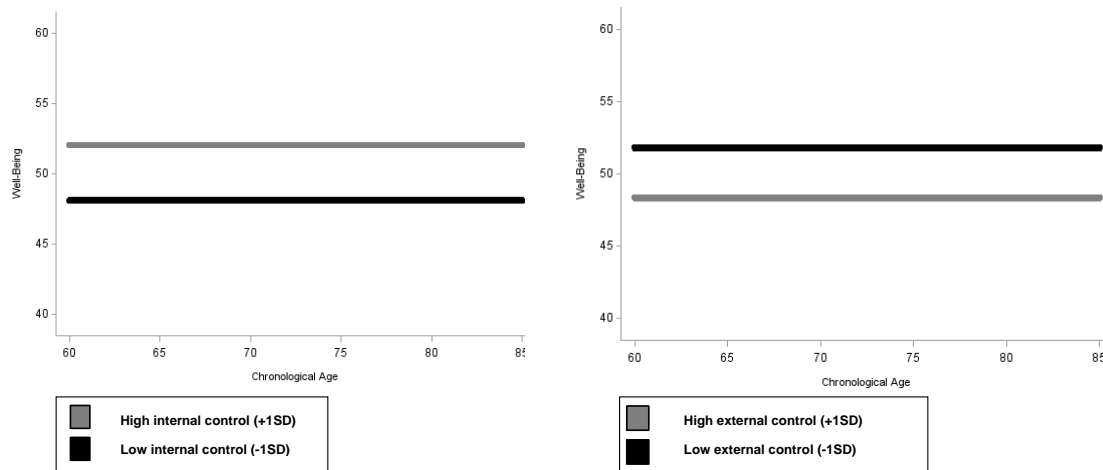 60
55
50
45
40
Well-Being
60 65 70 75 80 85
Chronological Age
High internal control (+1SD)
Low internal control (-1SD)
60
55
50
45
40
Well-Being
60 65 70 75 80 85
Chronological Age
High external control (+1SD)
Low external control (-1SD)